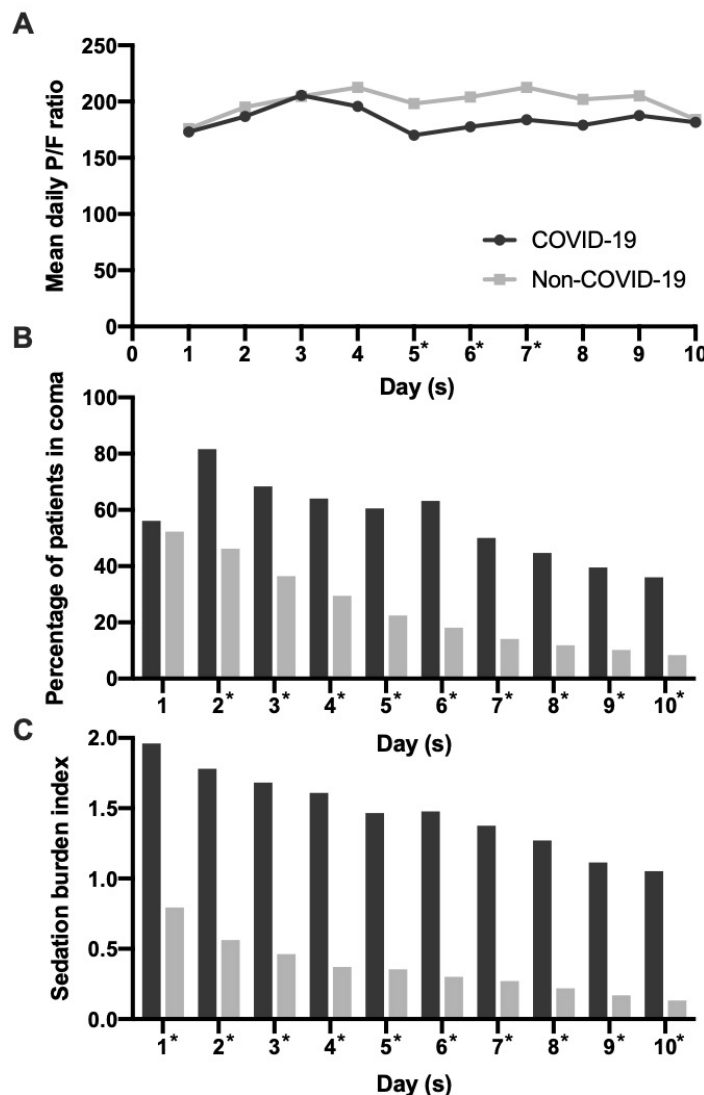 A
Mean daily P/F ratio
250
200
150
100
50
0
COVID-19
Non-COVID-19
0 1 2 3 4 5* 6* 7* 8 9 10
Day (s)
B
Percentage of patients in coma
100
80
60
40
20
0
1 2* 3* 4* 5* 6* 7* 8* 9* 10*
Day (s)
C
Sedation burden index
2.0
1.5
1.0
0.5
0.0
1* 2* 3* 4* 5* 6* 7* 8* 9* 10*
Day (s)